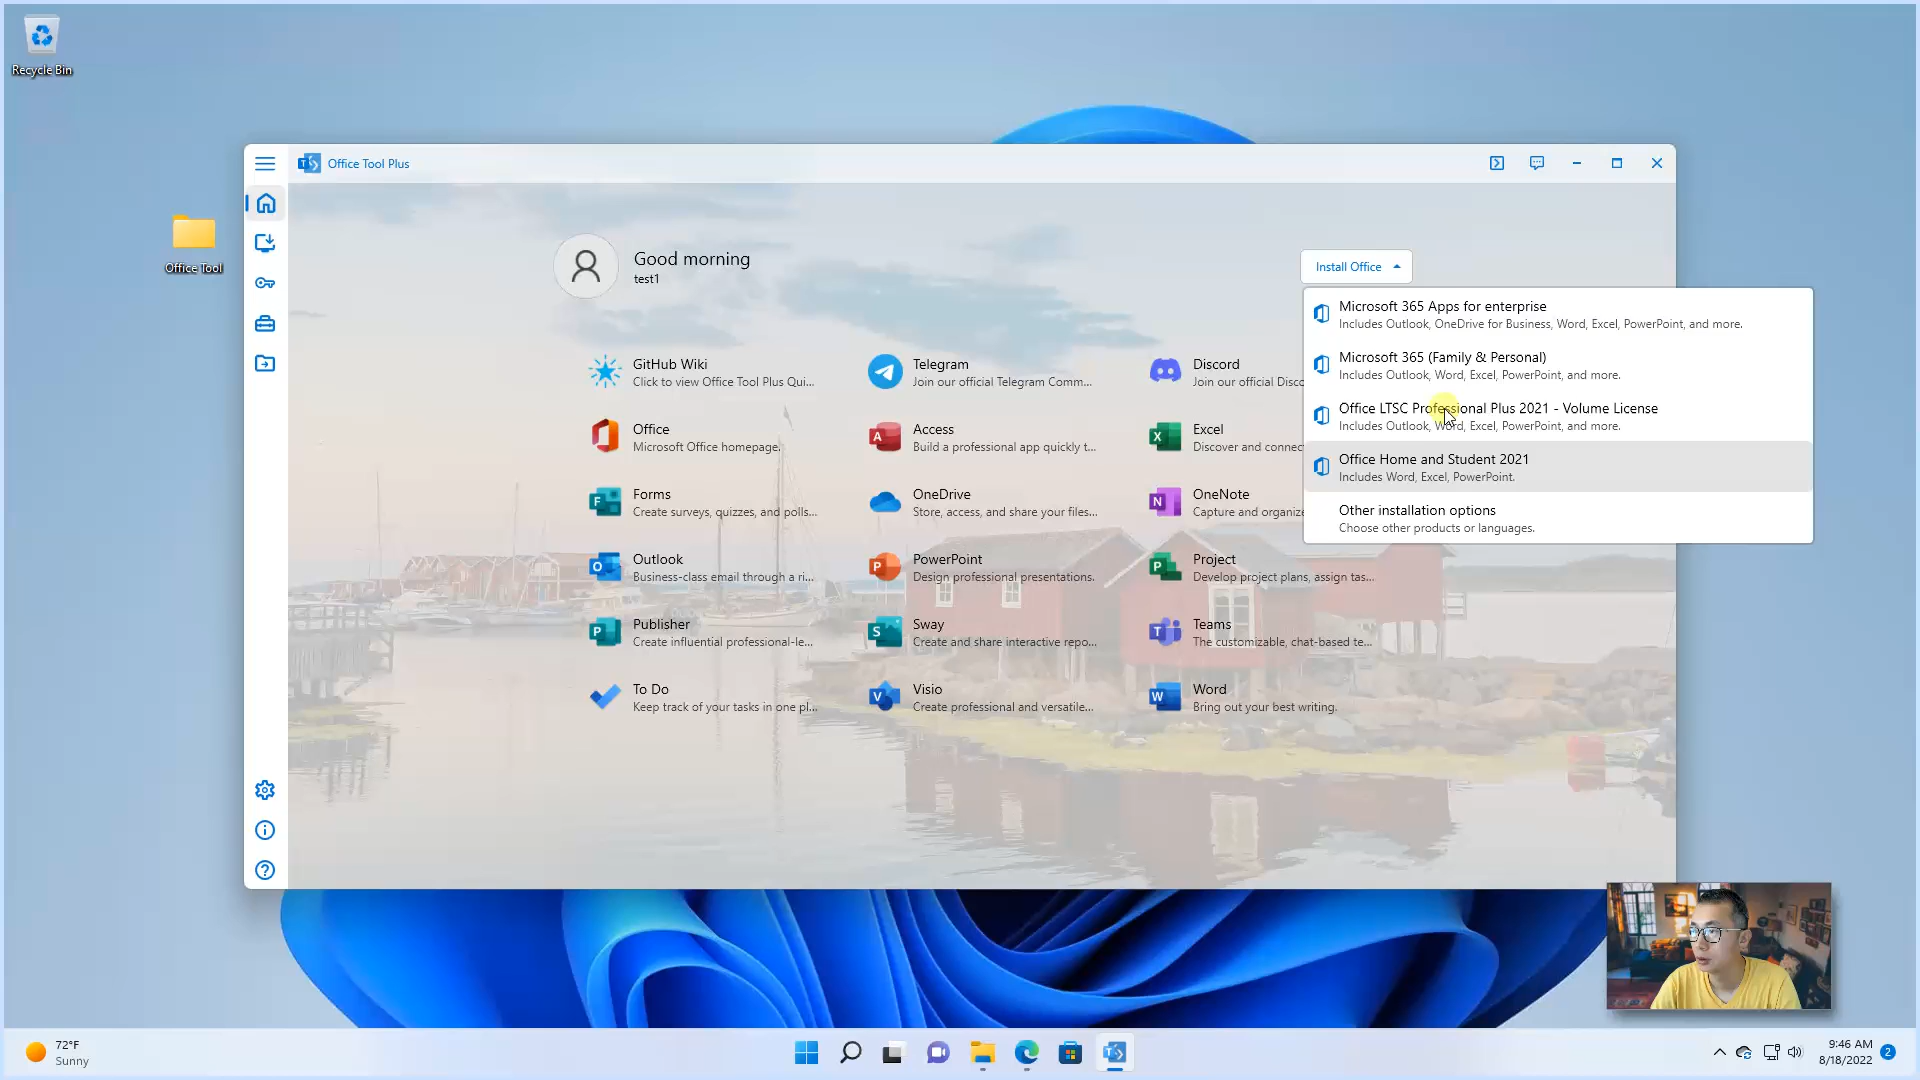 Recycle Bin
Office Tool
Office Tool Plus
Good morning
test1
Install Office
Microsoft 365 Apps for enterprise
Includes Outlook, OneDrive for Business, Word, Excel, PowerPoint, and more.
Microsoft 365 (Family & Personal)
Includes Outlook, Word, Excel, PowerPoint, and more.
Office LTSC Professional Plus 2021 - Volume License
Includes Outlook, Word, Excel, PowerPoint, and more.
Office Home and Student 2021
Includes Word, Excel, PowerPoint.
Other installation options
Choose other products or languages.
GitHub Wiki
Click to view Office Tool Plus Qui...
Telegram
Join our official Telegram Comm...
Discord
Join our official Disco
Office
Microsoft Office homepage.
Access
Build a professional app quickly t...
Excel
Discover and connec
Forms
Create surveys, quizzes, and polls...
OneDrive
Store, access, and share your files...
OneNote
Capture and organize
Outlook
Business-class email through a ri...
PowerPoint
Design professional presentations.
Project
Develop project plans, assign tas...
Publisher
Create influential professional-le...
Sway
Create and share interactive repo...
Teams
The customizable, chat-based te...
To Do
Keep track of your tasks in one pl...
Visio
Create professional and versatile...
Word
Bring out your best writing.
72°F
Sunny
9:46 AM
8/18/2022
2